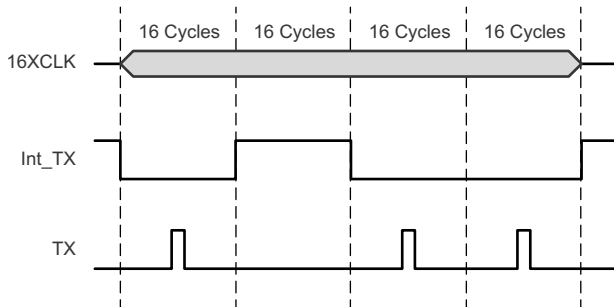 16 Cycles 16 Cycles 16 Cycles 16 Cycles
16XCLK
Int_TX
TX